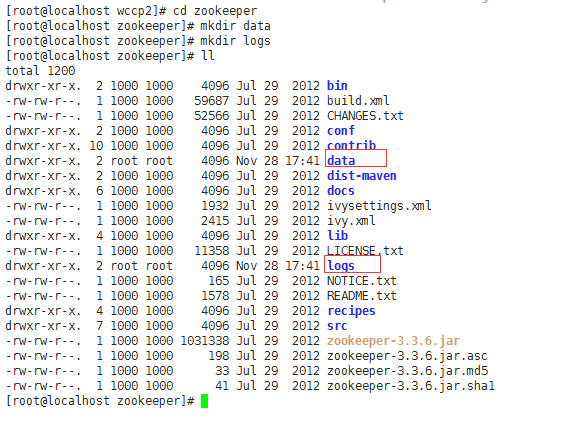 [root@localhost wccp2]# cd zookeeper
[root@localhost zookeeper]# mkdir data
[root@localhost zookeeper]# mkdir logs
[root@localhost zookeeper]# ll
total 1200
drwxr-xr-x.  2 1000 1000    4096 Jul 29  2012 bin
-rw-rw-r--.  1 1000 1000   59687 Jul 29  2012 build.xml
-rw-rw-r--.  1 1000 1000   52566 Jul 29  2012 CHANGES.txt
drwxr-xr-x.  2 1000 1000    4096 Jul 29  2012 conf
drwxr-xr-x. 10 1000 1000    4096 Jul 29  2012 contrib
drwxr-xr-x.  2 root root    4096 Nov 28 17:41 data
drwxr-xr-x.  2 1000 1000    4096 Jul 29  2012 dist-maven
drwxr-xr-x.  6 1000 1000    4096 Jul 29  2012 docs
-rw-rw-r--.  1 1000 1000    1932 Jul 29  2012 ivysettings.xml
-rw-rw-r--.  1 1000 1000    2415 Jul 29  2012 ivy.xml
drwxr-xr-x.  4 1000 1000    4096 Jul 29  2012 lib
-rw-rw-r--.  1 1000 1000   11358 Jul 29  2012 LICENSE.txt
drwxr-xr-x.  2 root root    4096 Nov 28 17:41 logs
-rw-rw-r--.  1 1000 1000     165 Jul 29  2012 NOTICE.txt
-rw-rw-r--.  1 1000 1000    1578 Jul 29  2012 README.txt
drwxr-xr-x.  4 1000 1000    4096 Jul 29  2012 recipes
drwxr-xr-x.  7 1000 1000    4096 Jul 29  2012 src
-rw-rw-r--.  1 1000 1000 1031338 Jul 29  2012 zookeeper-3.3.6.jar
-rw-rw-r--.  1 1000 1000     198 Jul 29  2012 zookeeper-3.3.6.jar.asc
-rw-rw-r--.  1 1000 1000      33 Jul 29  2012 zookeeper-3.3.6.jar.md5
-rw-rw-r--.  1 1000 1000      41 Jul 29  2012 zookeeper-3.3.6.jar.sha1
[root@localhost zookeeper]#